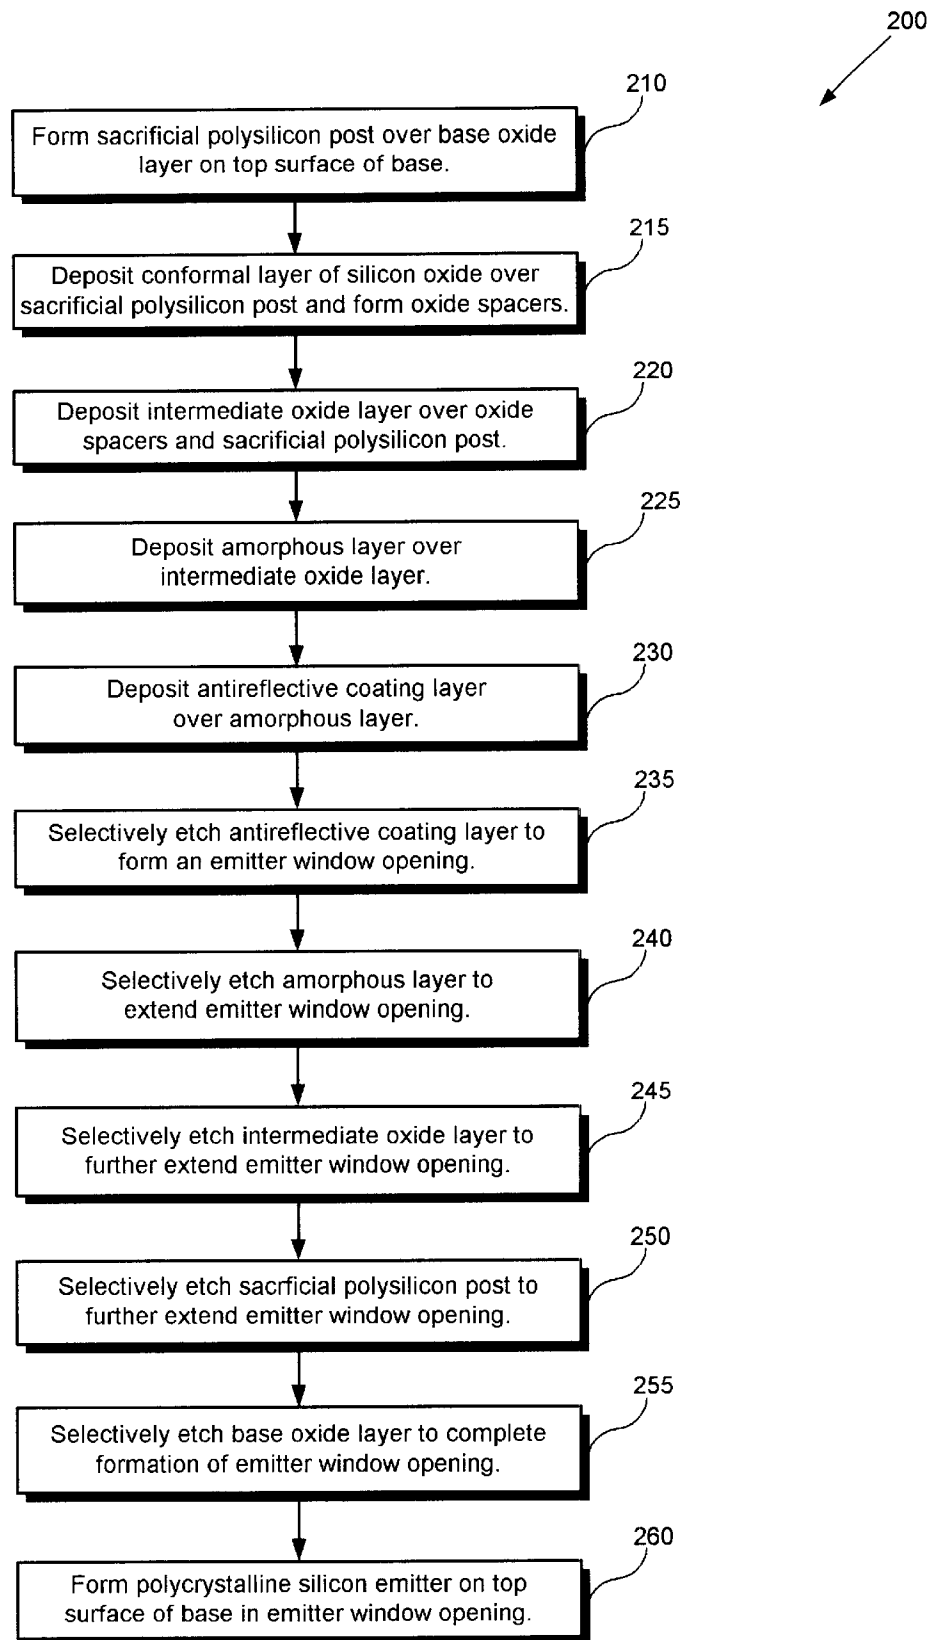 200
210
Form sacrificial polysilicon post over base oxide
layer on top surface of base.
215
Deposit conformal layer of silicon oxide over
sacrificial polysilicon post and form oxide spacers.
220
Deposit intermediate oxide layer over oxide
spacers and sacrificial polysilicon post.
225
Deposit amorphous layer over
intermediate oxide layer.
230
Deposit antireflective coating layer
over amorphous layer.
235
Selectively etch antireflective coating layer to
form an emitter window opening.
240
Selectively etch amorphous layer to
extend emitter window opening.
245
Selectively etch intermediate oxide layer to
further extend emitter window opening.
250
Selectively etch sacrficial polysilicon post to
further extend emitter window opening.
255
Selectively etch base oxide layer to complete
formation of emitter window opening.
260
Form polycrystalline silicon emitter on top
surface of base in emitter window opening.